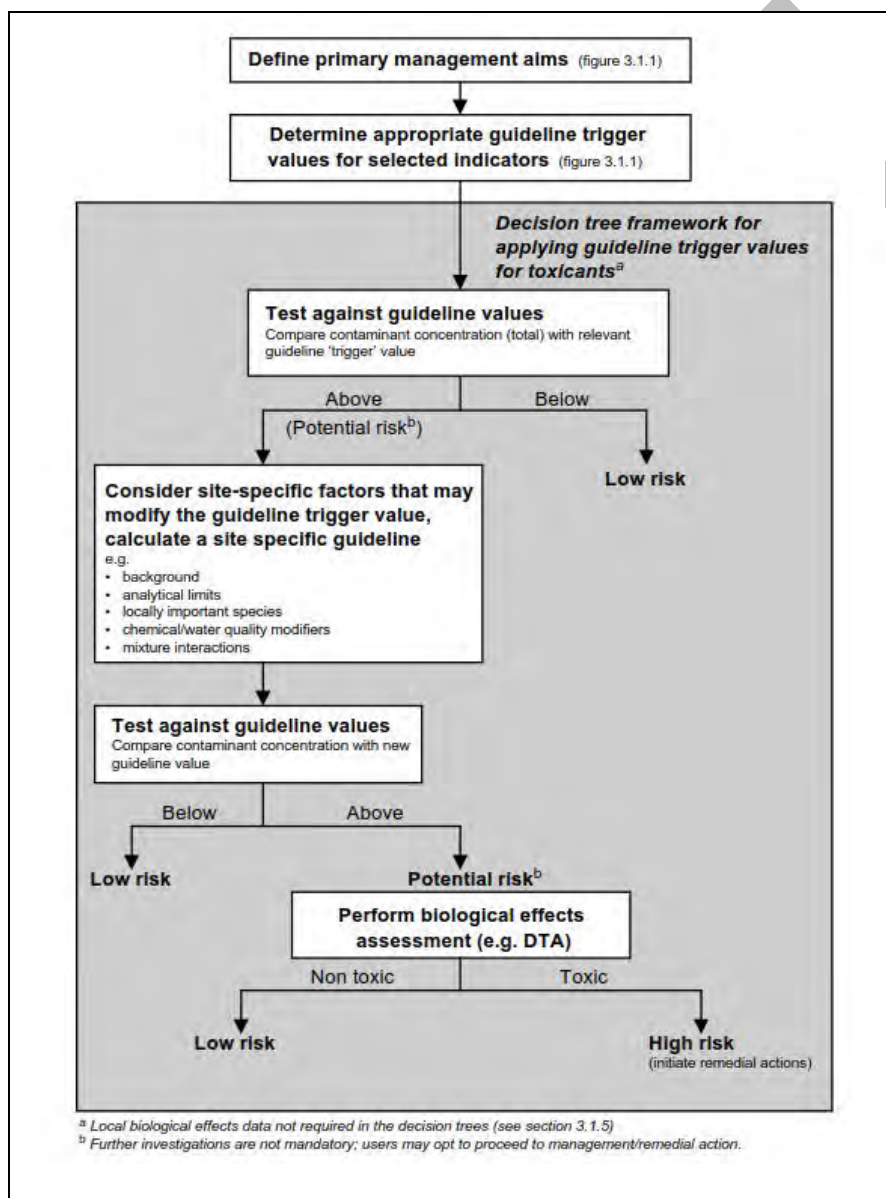 Define primary management aims (figure 3.1.1)
Determine appropriate guideline trigger
values for selected indicators (figure 3.1.1)
Decision tree framework for
applying guideline trigger values
for toxicantsᵃ
Test against guideline values
Compare contaminant concentration (total) with relevant
guideline ‘trigger’ value
Above
Below
(Potential riskᵇ)
Low risk
Consider site-specific factors that may
modify the guideline trigger value,
calculate a site specific guideline
e.g.
• background
• analytical limits
• locally important species
• chemical/water quality modifiers
• mixture interactions
Test against guideline values
Compare contaminant concentration with new
guideline value
Below
Above
Low risk
Potential riskᵇ
Perform biological effects
assessment (e.g. DTA)
Non toxic
Toxic
Low risk
High risk
(initiate remedial actions)
ᵃ Local biological effects data not required in the decision trees (see section 3.1.5)
ᵇ Further investigations are not mandatory; users may opt to proceed to management/remedial action.